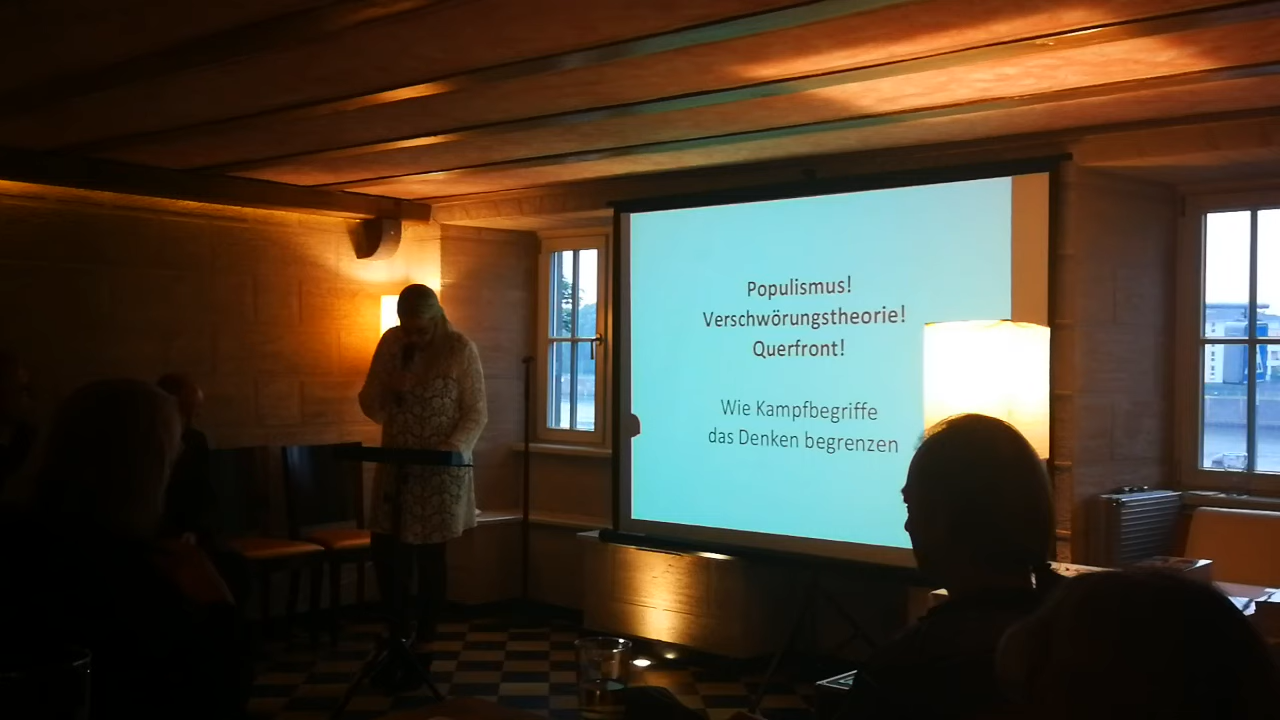 Populismus!
Verschwörungstheorie!
Querfront!
Wie Kampfbegriffe
das Denken begrenzen